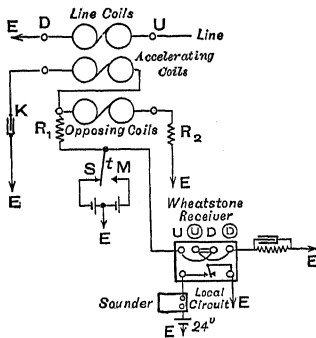 Line Coils
E D U Line
Accelerating
Coils
K
R1 Opposing Coils R2
S t M
E E
E
Wheatstone
Receiver
U U D D
E
Sounder Local
Circuit E
E 24v